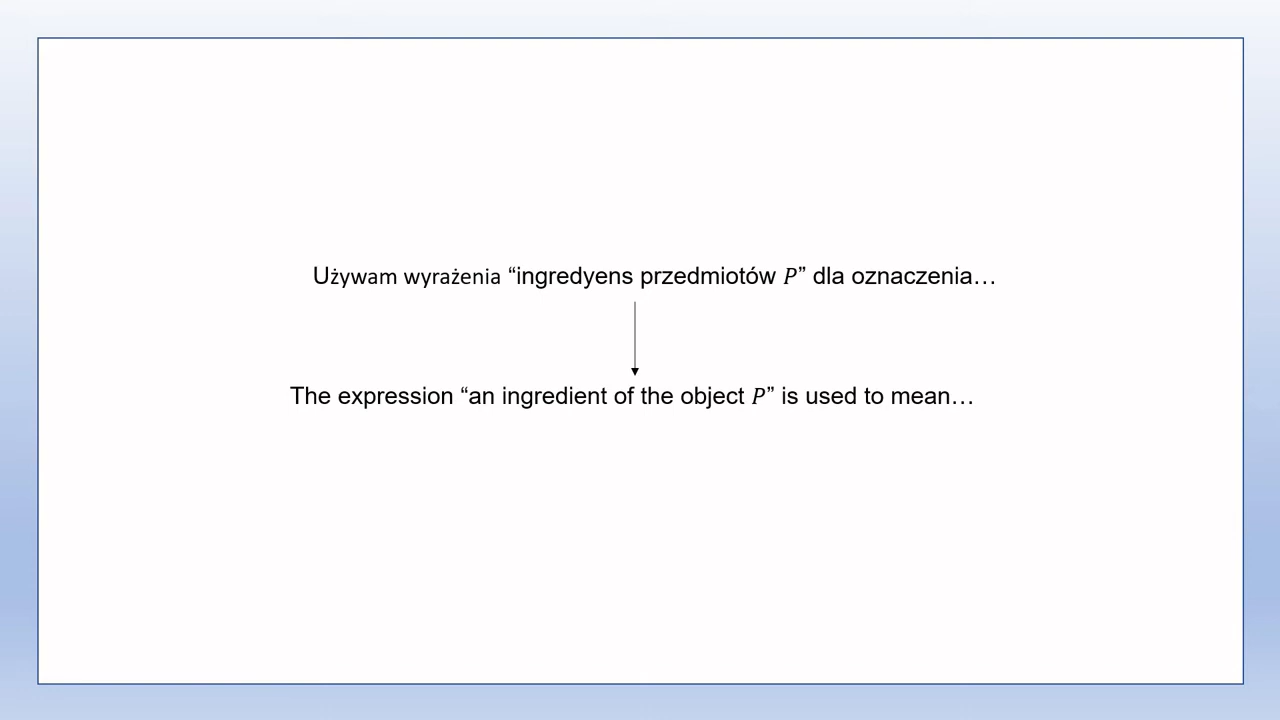 Używam wyrażenia “ingredyens przedmiotów P” dla oznaczenia…
The expression “an ingredient of the object P” is used to mean…